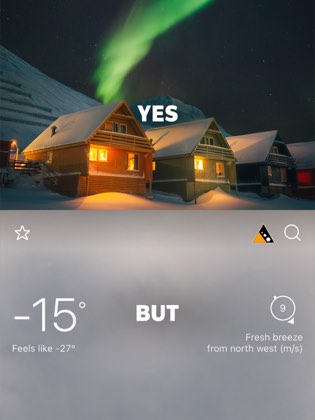 YES
-15°
Feels like -27°
BUT
9
Fresh breeze
from north west (m/s)